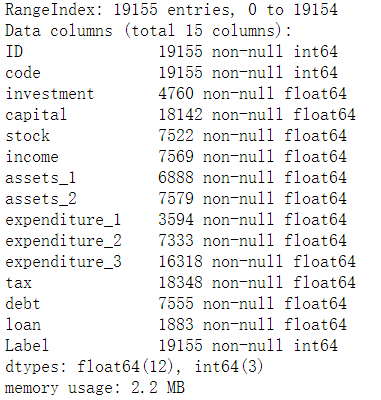 RangeIndex: 19155 entries, 0 to 19154
Data columns (total 15 columns):
ID 19155 non-null int64
code 19155 non-null int64
investment 4760 non-null float64
capital 18142 non-null float64
stock 7522 non-null float64
income 7569 non-null float64
assets_1 6888 non-null float64
assets_2 7579 non-null float64
expenditure_1 3594 non-null float64
expenditure_2 7333 non-null float64
expenditure_3 16318 non-null float64
tax 18348 non-null float64
debt 7555 non-null float64
loan 1883 non-null float64
Label 19155 non-null int64
dtypes: float64(12), int64(3)
memory usage: 2.2 MB